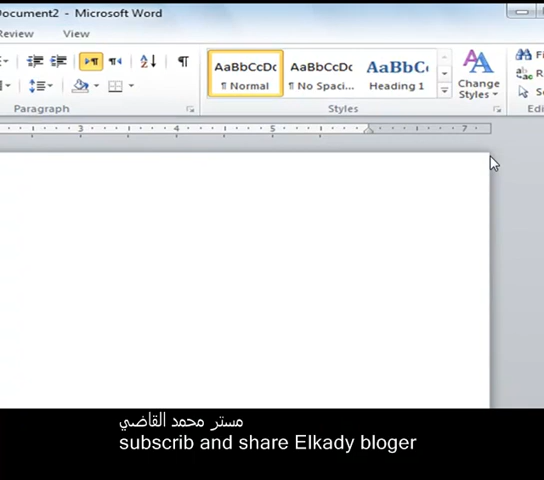 Document2 - Microsoft Word
Review View
AaBbCcDc AaBbCcDc AaBbC
¶ Normal ¶ No Spaci... Heading 1
Change
Styles
Paragraph Styles
3 4 5 7
مستر محمد القاضي
subscrib and share Elkady bloger